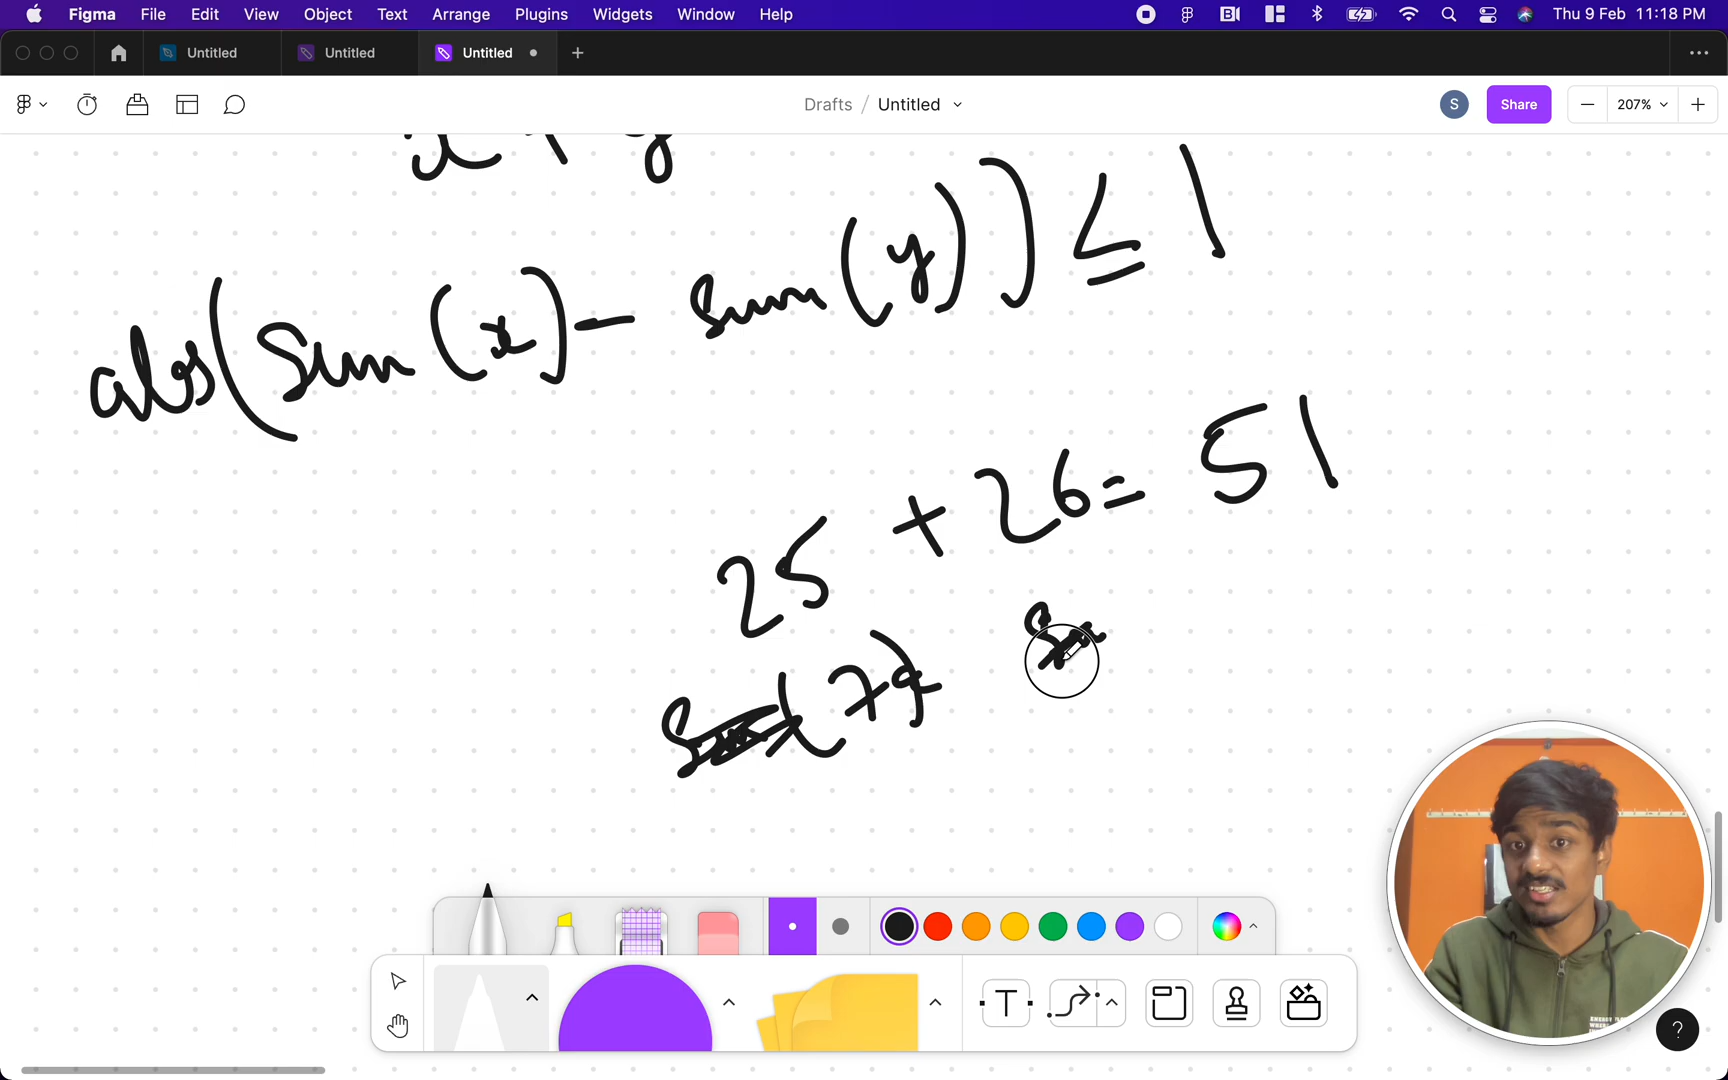 Figma File Edit View Object Text Arrange Plugins Widgets Window Help Thu 9 Feb 11:18 PM
Untitled Untitled Untitled
Drafts / Untitled S Share 207%
x + y
abs(Sum(x) - sum(y)) ≤ 1
25 + 26 = 51
T
?